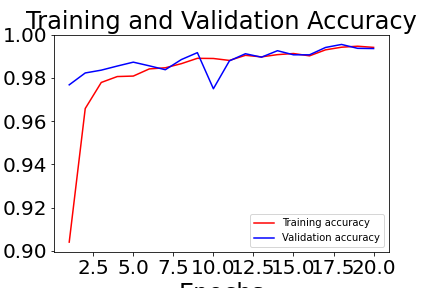 Training and Validation Accuracy
1.00
0.98
0.96
0.94
0.92
0.90
Training accuracy
Validation accuracy
2.5 5.0 7.5 10.0 12.5 15.0 17.5 20.0
Epochs